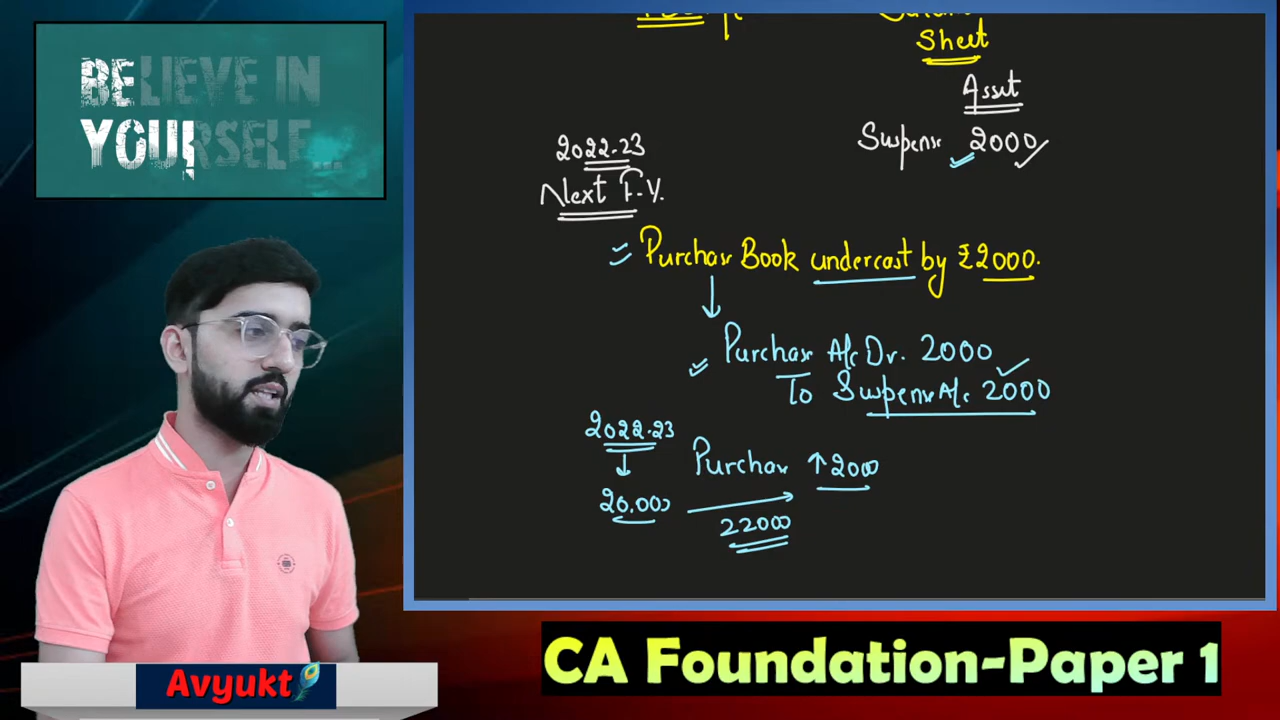 BELIEVE IN
YOURSELF...
Sheet
Asset
Suspense 2000
2022-23
Next F.Y.
Purchase Book undercast by ₹2000.
Purchase A/c Dr. 2000
To Suspense A/c 2000
2022-23
Purchase ↑2000
20,000
22000
Avyukt
CA Foundation-Paper 1